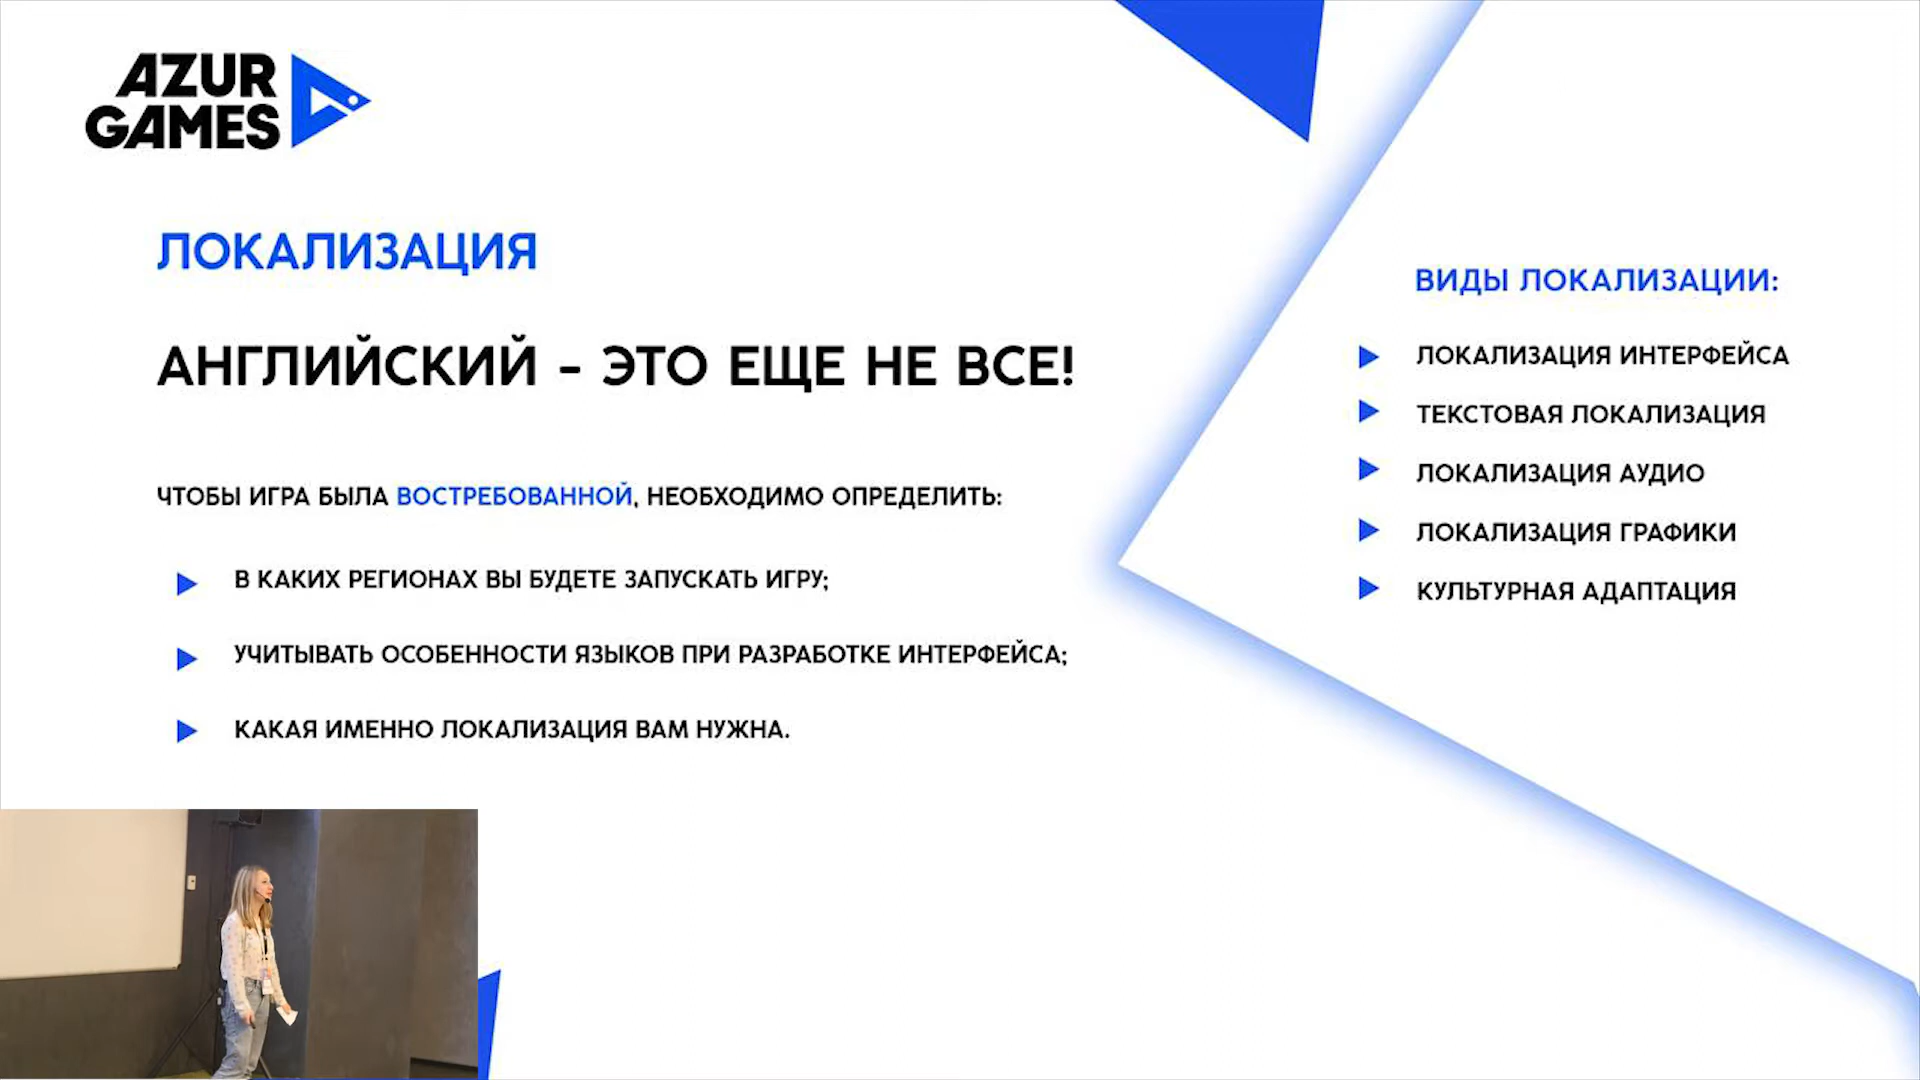 AZUR
GAMES
ЛОКАЛИЗАЦИЯ
АНГЛИЙСКИЙ - ЭТО ЕЩЕ НЕ ВСЕ!
ЧТОБЫ ИГРА БЫЛА ВОСТРЕБОВАННОЙ, НЕОБХОДИМО ОПРЕДЕЛИТЬ:
В КАКИХ РЕГИОНАХ ВЫ БУДЕТЕ ЗАПУСКАТЬ ИГРУ;
УЧИТЫВАТЬ ОСОБЕННОСТИ ЯЗЫКОВ ПРИ РАЗРАБОТКЕ ИНТЕРФЕЙСА;
КАКАЯ ИМЕННО ЛОКАЛИЗАЦИЯ ВАМ НУЖНА.
ВИДЫ ЛОКАЛИЗАЦИИ:
ЛОКАЛИЗАЦИЯ ИНТЕРФЕЙСА
ТЕКСТОВАЯ ЛОКАЛИЗАЦИЯ
ЛОКАЛИЗАЦИЯ АУДИО
ЛОКАЛИЗАЦИЯ ГРАФИКИ
КУЛЬТУРНАЯ АДАПТАЦИЯ